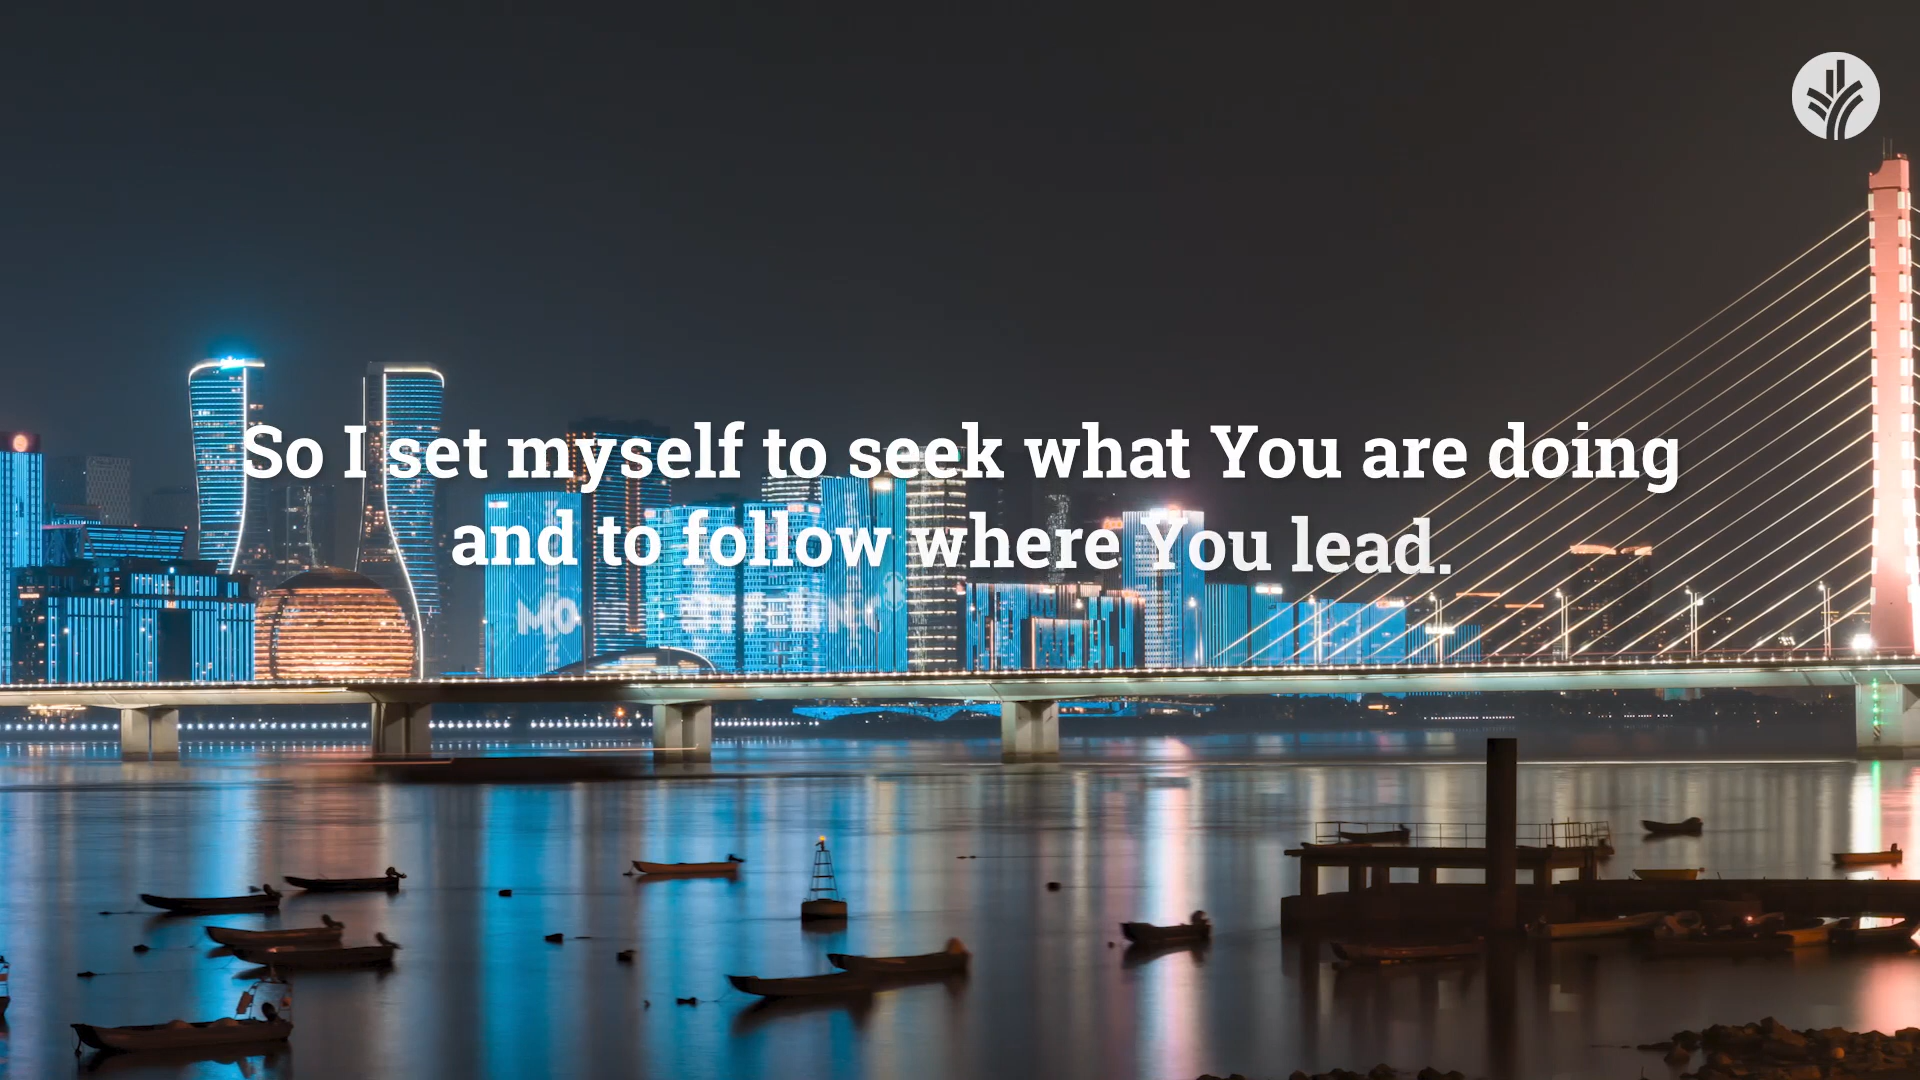 So I set myself to seek what You are doing
and to follow where You lead.